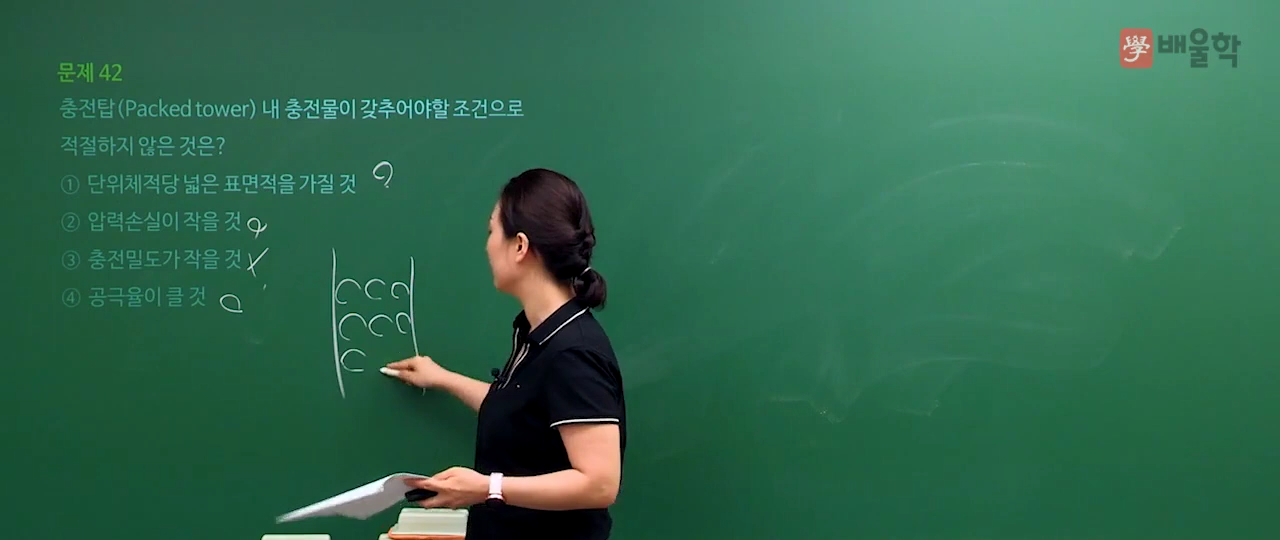 學 배울학
문제 42
충전탑(Packed tower) 내 충전물이 갖추어야할 조건으로
적절하지 않은 것은?
① 단위체적당 넓은 표면적을 가질 것
② 압력손실이 작을 것
③ 충전밀도가 작을 것 X
④ 공극율이 클 것